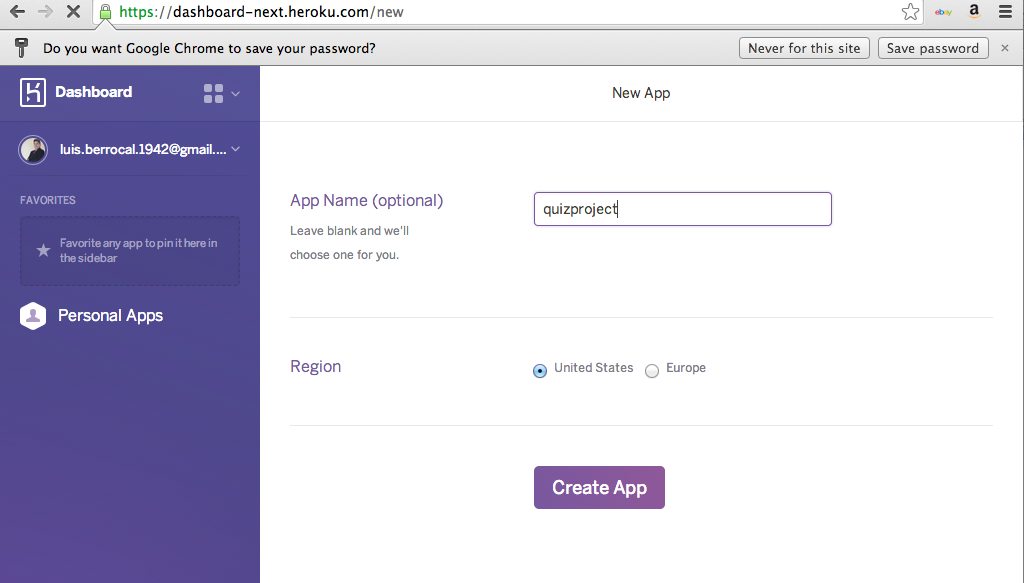 https://dashboard-next.heroku.com/new
ebay
a
Do you want Google Chrome to save your password?
Never for this site
Save password
×
Dashboard
New App
luis.berrocal.1942@gmail....
FAVORITES
Favorite any app to pin it here in
the sidebar
Personal Apps
App Name (optional)
Leave blank and we'll
choose one for you.
quizproject
Region
United States
Europe
Create App